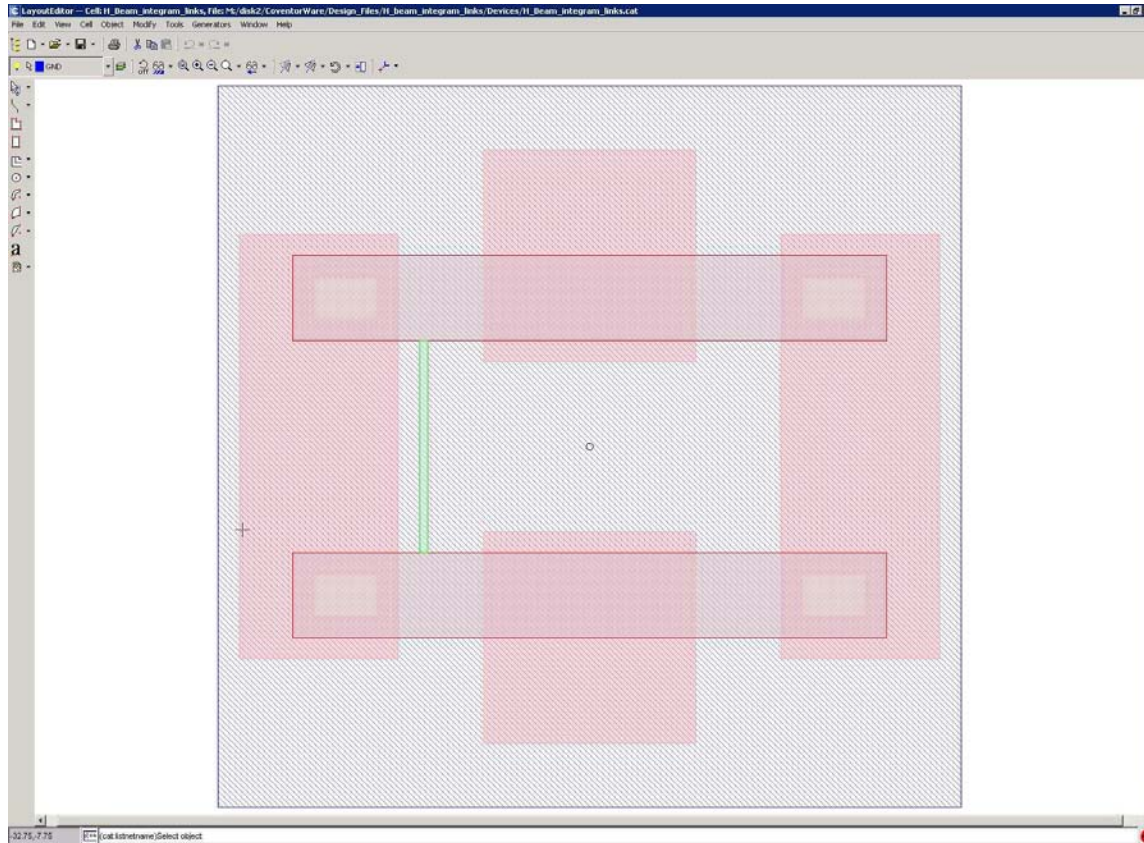 LayoutEditor -- Cell: H_Beam_integram_links, File: M:/disk2/CoventorWare/Design_Files/H_beam_integram_links/Devices/H_Beam_integram_links.cat
File Edit View Cell Object Modify Tools Generators Window Help
GND off
a
-32.75,-7.75 (cat:listnetname)Select object